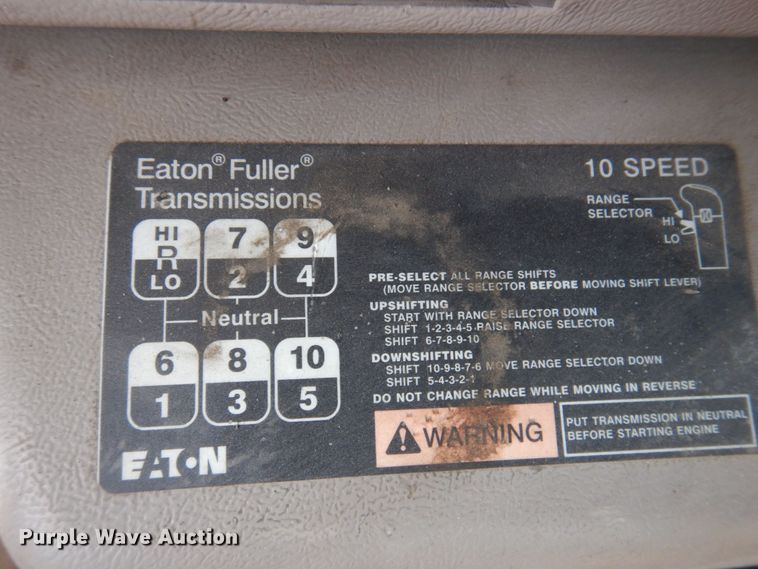 Eaton® Fuller®
Transmissions
10 SPEED
RANGE
SELECTOR
HI
LO
HI
R
LO
7
2
9
4
Neutral
6
1
8
3
10
5
PRE-SELECT ALL RANGE SHIFTS
(MOVE RANGE SELECTOR BEFORE MOVING SHIFT LEVER)
UPSHIFTING
START WITH RANGE SELECTOR DOWN
SHIFT 1-2-3-4-5 RAISE RANGE SELECTOR
SHIFT 6-7-8-9-10
DOWNSHIFTING
SHIFT 10-9-8-7-6 MOVE RANGE SELECTOR DOWN
SHIFT 5-4-3-2-1
DO NOT CHANGE RANGE WHILE MOVING IN REVERSE
WARNING
PUT TRANSMISSION IN NEUTRAL
BEFORE STARTING ENGINE
EATON
Purple Wave Auction